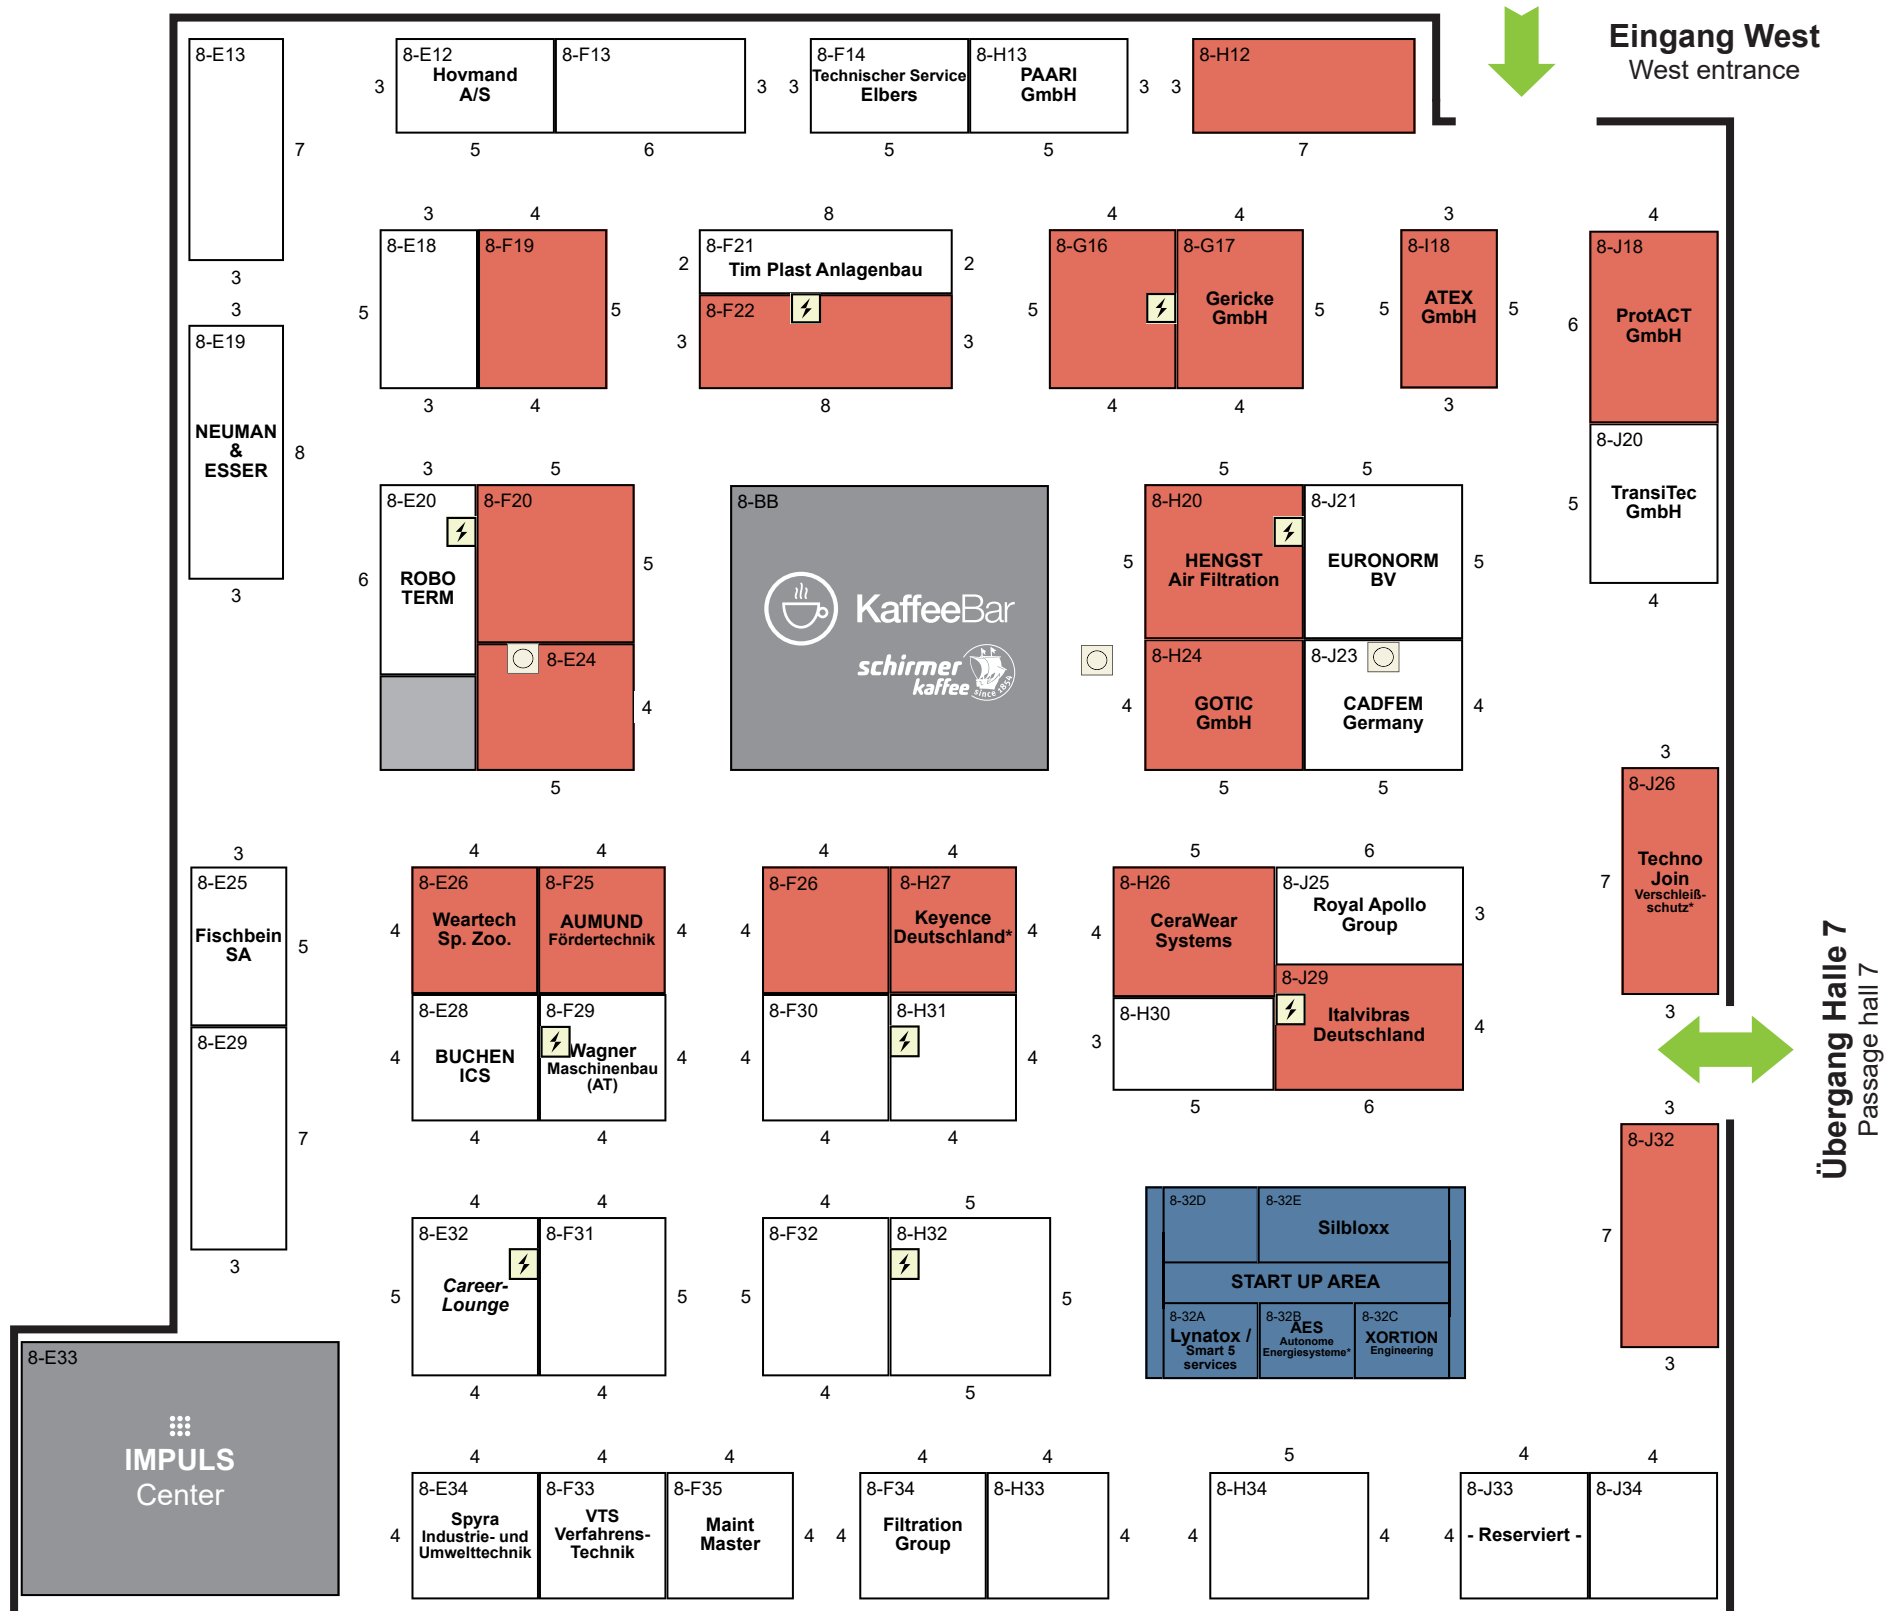 Eingang West
West entrance
8-E13
7
3
3
8-E12
Hovmand
A/S
5
8-F13
6
3
3
8-F14
Technischer Service
Elbers
5
8-H13
PAARI
GmbH
5
3
3
8-H12
7
3
4
8-E18
8-F19
5
5
3
4
8
8-F21
Tim Plast Anlagenbau
2
2
8-F22
3
3
8
4
4
8-G16
8-G17
Gericke
GmbH
5
5
4
4
3
8-I18
ATEX
GmbH
5
5
3
4
8-J18
ProtACT
GmbH
6
8-J20
TransiTec
GmbH
5
4
3
8-E19
NEUMAN
&
ESSER
8
3
3
5
8-E20
ROBO
TERM
6
8-F20
5
8-E24
4
5
8-BB
KaffeeBar
schirmer
kaffee
since 1854
5
5
8-H20
HENGST
Air Filtration
5
8-J21
EURONORM
BV
5
8-H24
GOTIC
GmbH
4
8-J23
CADFEM
Germany
4
5
5
3
8-J26
Techno
Join
Verschleiß-
schutz*
7
3
3
8-E25
Fischbein
SA
5
8-E29
7
3
4
4
8-E26
Weartech
Sp. Zoo.
4
8-F25
AUMUND
Fördertechnik
4
8-E28
BUCHEN
ICS
4
8-F29
Wagner
Maschinenbau
(AT)
4
4
4
4
4
8-F26
4
8-H27
Keyence
Deutschland*
4
8-F30
4
8-H31
4
4
4
5
6
8-H26
CeraWear
Systems
4
8-J25
Royal Apollo
Group
3
8-H30
3
8-J29
Italvibras
Deutschland
4
5
6
Übergang Halle 7
Passage hall 7
3
8-J32
7
3
4
4
8-E32
Career-
Lounge
5
8-F31
5
4
4
4
5
8-F32
5
8-H32
5
4
5
8-32D
8-32E
Silbloxx
START UP AREA
8-32A
Lynatox /
Smart 5
services
8-32B
AES
Autonome
Energiesysteme*
8-32C
XORTION
Engineering
8-E33
IMPULS
Center
4
4
4
8-E34
Spyra
Industrie- und
Umwelttechnik
4
8-F33
VTS
Verfahrens-
Technik
8-F35
Maint
Master
4
4
4
8-F34
Filtration
Group
4
8-H33
4
5
8-H34
4
4
4
4
8-J33
- Reserviert -
4
8-J34